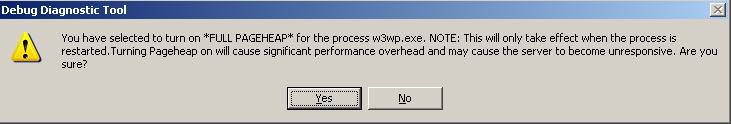 Debug Diagnostic Tool
You have selected to turn on *FULL PAGEHEAP* for the process w3wp.exe. NOTE: This will only take effect when the process is
restarted.Turning Pageheap on will cause significant performance overhead and may cause the server to become unresponsive. Are you
sure?
Yes
No